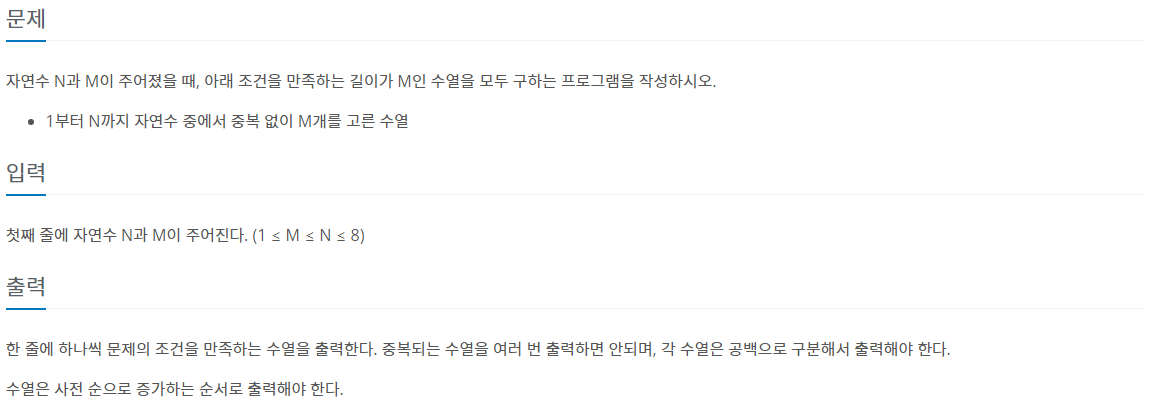 문제
자연수 N과 M이 주어졌을 때, 아래 조건을 만족하는 길이가 M인 수열을 모두 구하는 프로그램을 작성하시오.
• 1부터 N까지 자연수 중에서 중복 없이 M개를 고른 수열
입력
첫째 줄에 자연수 N과 M이 주어진다. (1 ≤ M ≤ N ≤ 8)
출력
한 줄에 하나씩 문제의 조건을 만족하는 수열을 출력한다. 중복되는 수열을 여러 번 출력하면 안되며, 각 수열은 공백으로 구분해서 출력해야 한다.
수열은 사전 순으로 증가하는 순서로 출력해야 한다.